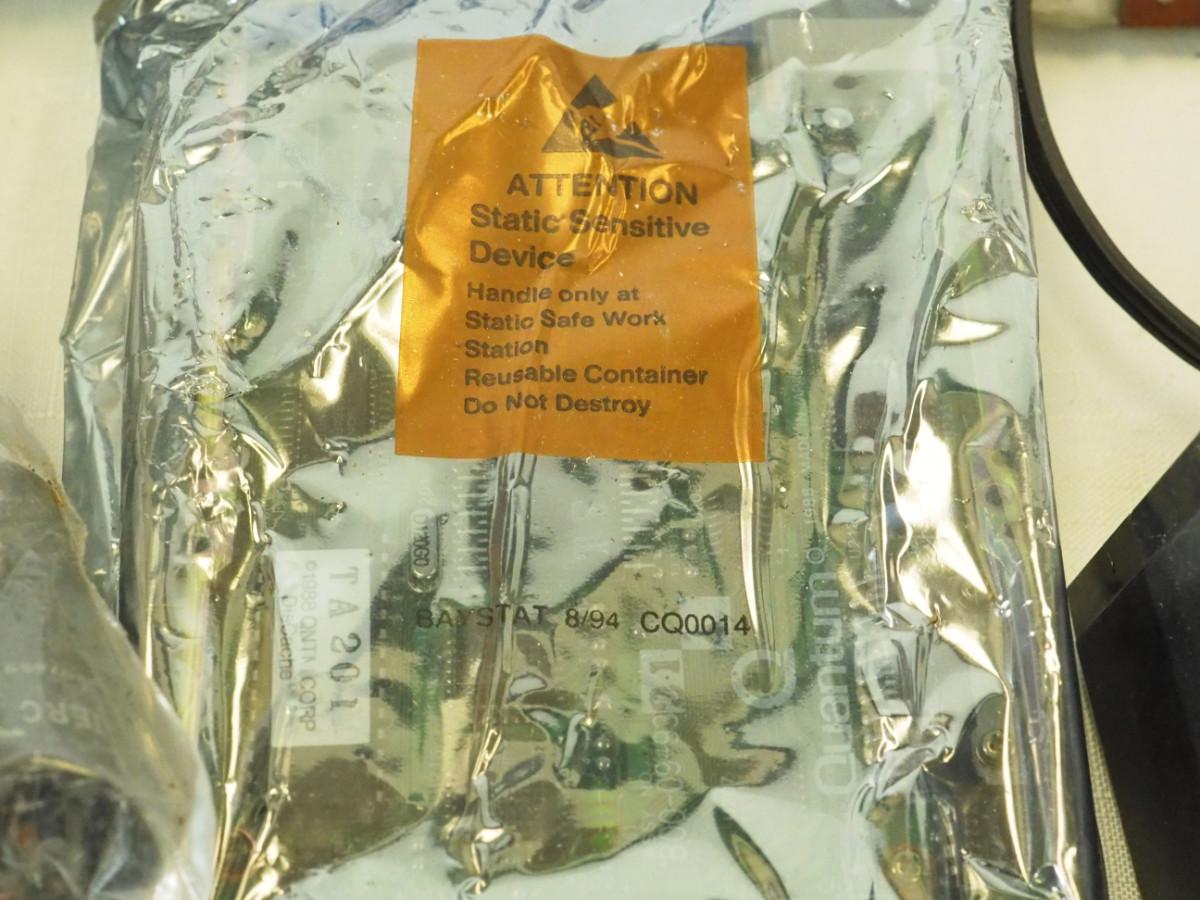 ATTENTION
Static Sensitive
Device
Handle only at
Static Safe Work
Station
Reusable Container
Do Not Destroy
BAYSTAT 8/94 CQ0014
TA201
©1988 QNTM CORP
Quantum